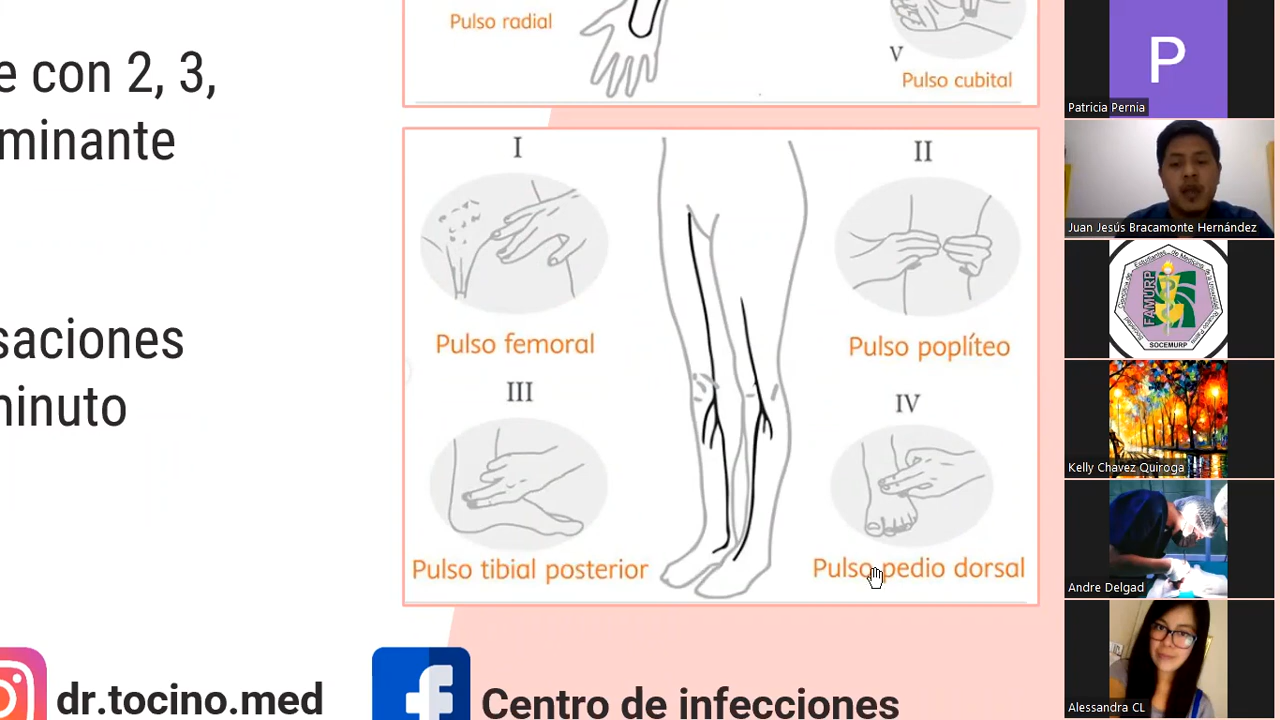 e con 2, 3,
minante
saciones
minuto
Pulso radial
V
Pulso cubital
I
II
Pulso femoral
Pulso poplíteo
III
IV
Pulso tibial posterior
Pulso pedio dorsal
dr.tocino.med
Centro de infecciones
P
Patricia Pernia
Juan Jesús Bracamonte Hernández
FAMURP
SOCEMURP
Kelly Chavez Quiroga
Andre Delgad
Alessandra CL